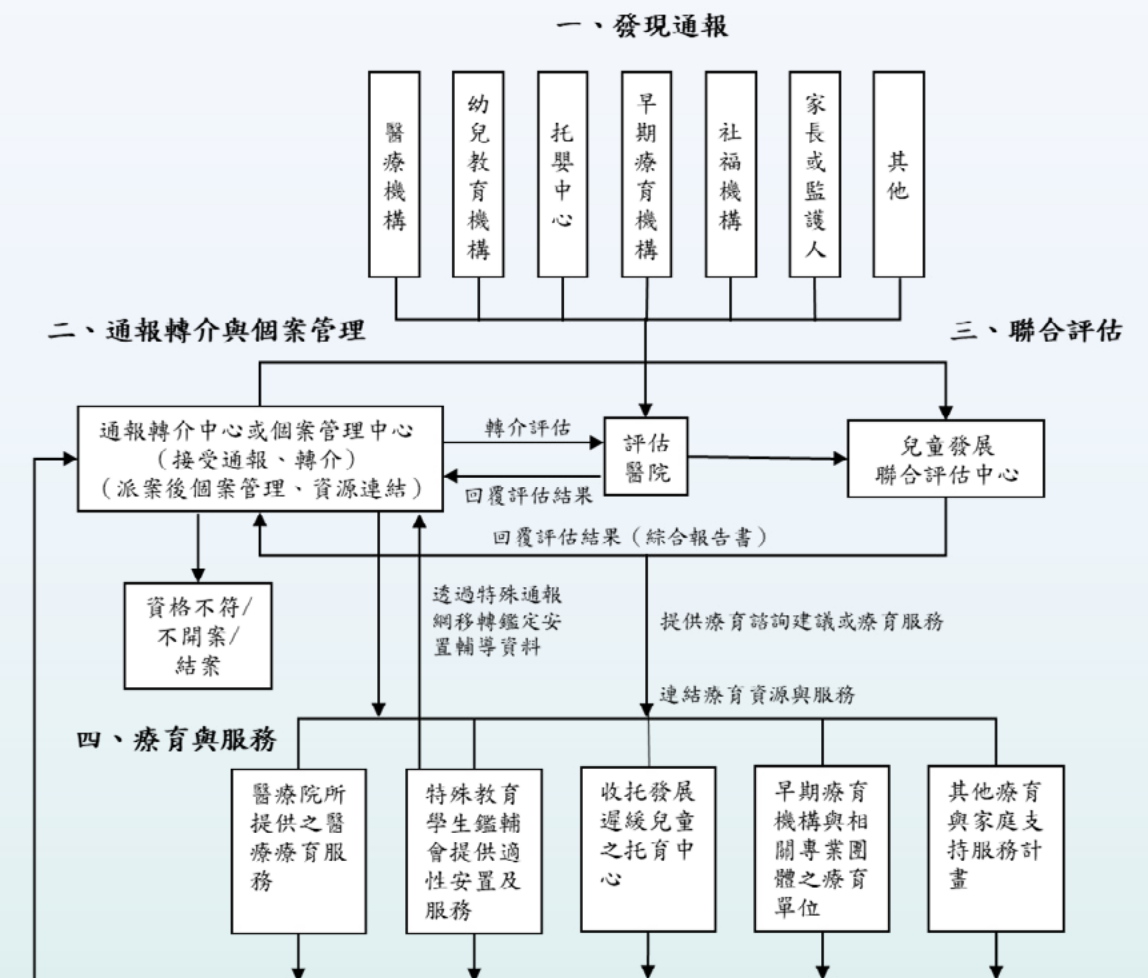 一、發現通報
醫療機構
幼兒教育機構
托嬰中心
早期療育機構
社福機構
家長或監護人
其他
二、通報轉介與個案管理
三、聯合評估
通報轉介中心或個案管理中心
（接受通報、轉介）
（派案後個案管理、資源連結）
轉介評估
回覆評估結果
評估
醫院
兒童發展
聯合評估中心
回覆評估結果（綜合報告書）
資格不符/
不開案/
結案
透過特殊通報
網移轉鑑定安
置輔導資料
提供療育諮詢建議或療育服務
連結療育資源與服務
四、療育與服務
醫療院所
提供之醫
療療育服
務
特殊教育
學生鑑輔
會提供適
性安置及
服務
收托發展
遲緩兒童
之托育中
心
早期療育
機構與相
關專業團
體之療育
單位
其他療育
與家庭支
持服務計
畫